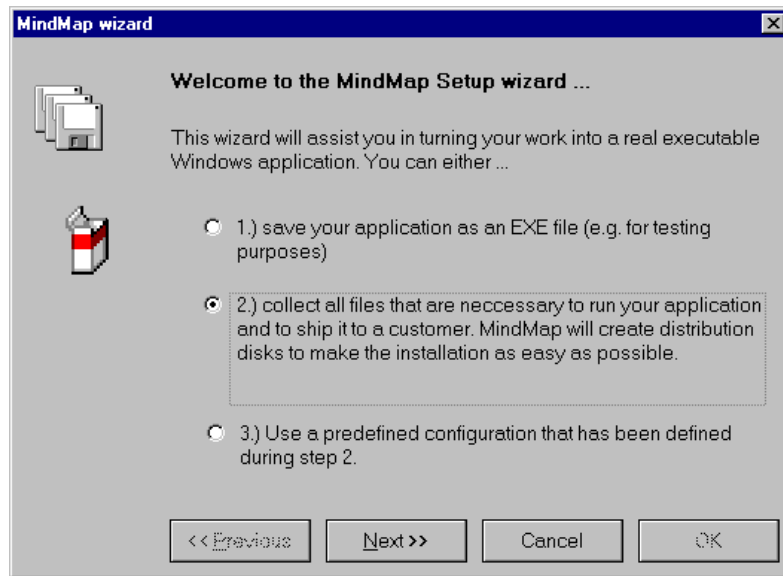 MindMap wizard
Welcome to the MindMap Setup wizard ...
This wizard will assist you in turning your work into a real executable
Windows application. You can either ...
1.) save your application as an EXE file (e.g. for testing
purposes)
2.) collect all files that are neccessary to run your application
and to ship it to a customer. MindMap will create distribution
disks to make the installation as easy as possible.
3.) Use a predefined configuration that has been defined
during step 2.
<< Previous
Next >>
Cancel
OK